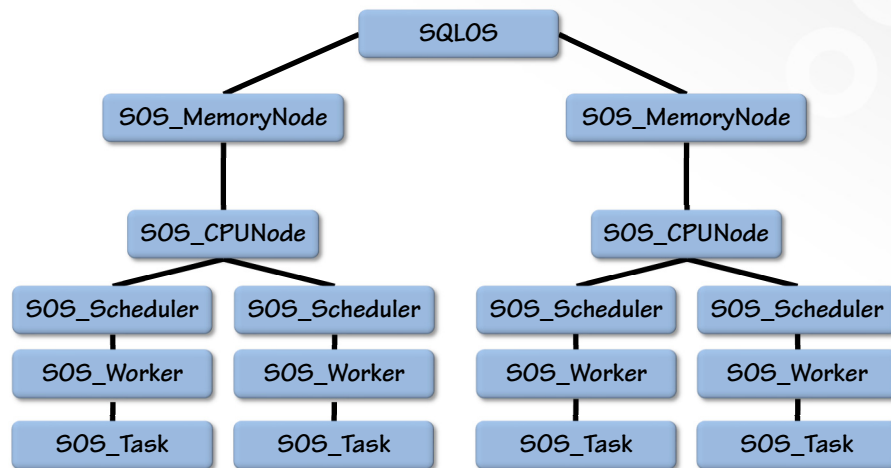 SQLOS
SOS_MemoryNode
SOS_MemoryNode
SOS_CPUNode
SOS_CPUNode
SOS_Scheduler
SOS_Scheduler
SOS_Scheduler
SOS_Scheduler
SOS_Worker
SOS_Worker
SOS_Worker
SOS_Worker
SOS_Task
SOS_Task
SOS_Task
SOS_Task